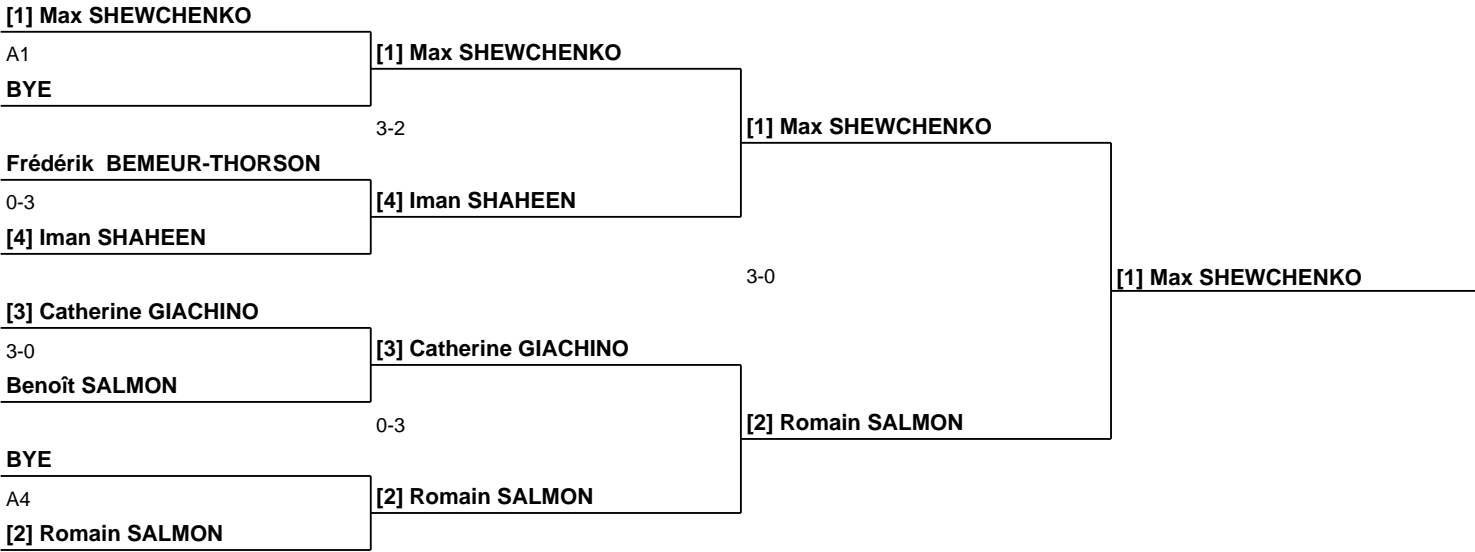 [1] Max SHEWCHENKO
A1
[1] Max SHEWCHENKO
BYE
3-2
[1] Max SHEWCHENKO
Frédérik BEMEUR-THORSON
0-3
[4] Iman SHAHEEN
[4] Iman SHAHEEN
3-0
[1] Max SHEWCHENKO
[3] Catherine GIACHINO
3-0
[3] Catherine GIACHINO
Benoît SALMON
0-3
[2] Romain SALMON
BYE
A4
[2] Romain SALMON
[2] Romain SALMON